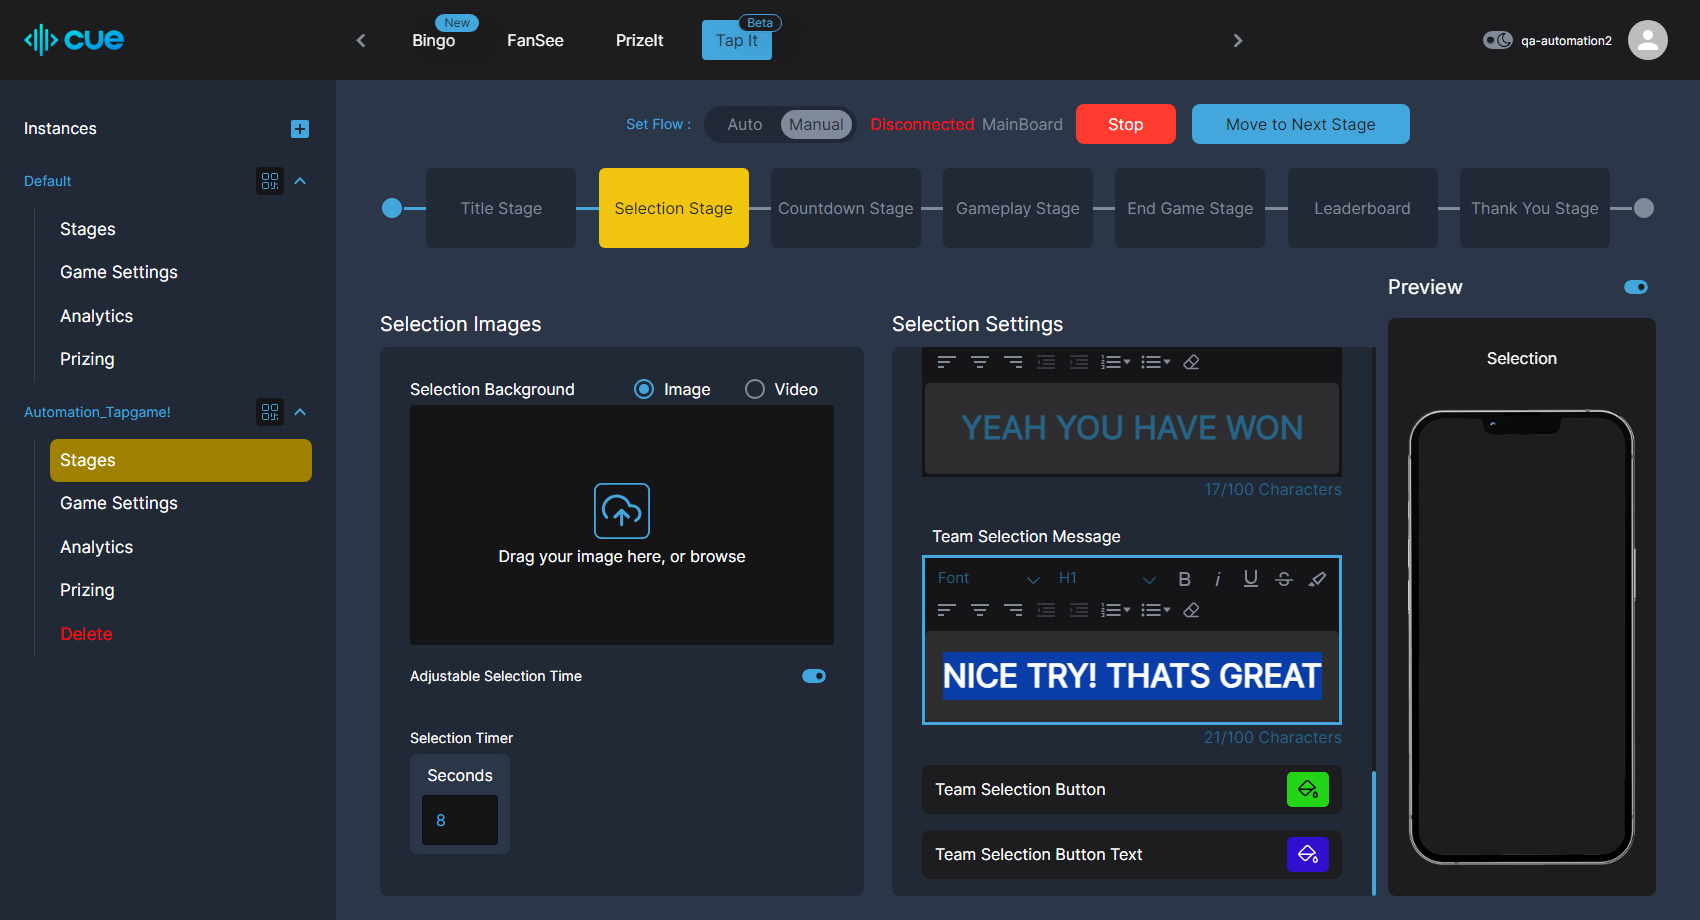 cue
Bingo
New
FanSee
PrizeIt
Tap It
Beta
qa-automation2
Instances
Default
Stages
Game Settings
Analytics
Prizing
Automation_Tapgame!
Stages
Game Settings
Analytics
Prizing
Delete
Set Flow :
Auto
Manual
Disconnected MainBoard
Stop
Move to Next Stage
Title Stage
Selection Stage
Countdown Stage
Gameplay Stage
End Game Stage
Leaderboard
Thank You Stage
Selection Images
Selection Background
Image
Video
Drag your image here, or browse
Adjustable Selection Time
Selection Timer
Seconds
8
Selection Settings
YEAH YOU HAVE WON
17/100 Characters
Team Selection Message
Font
H1
B i U S
NICE TRY! THATS GREAT
21/100 Characters
Team Selection Button
Team Selection Button Text
Preview
Selection